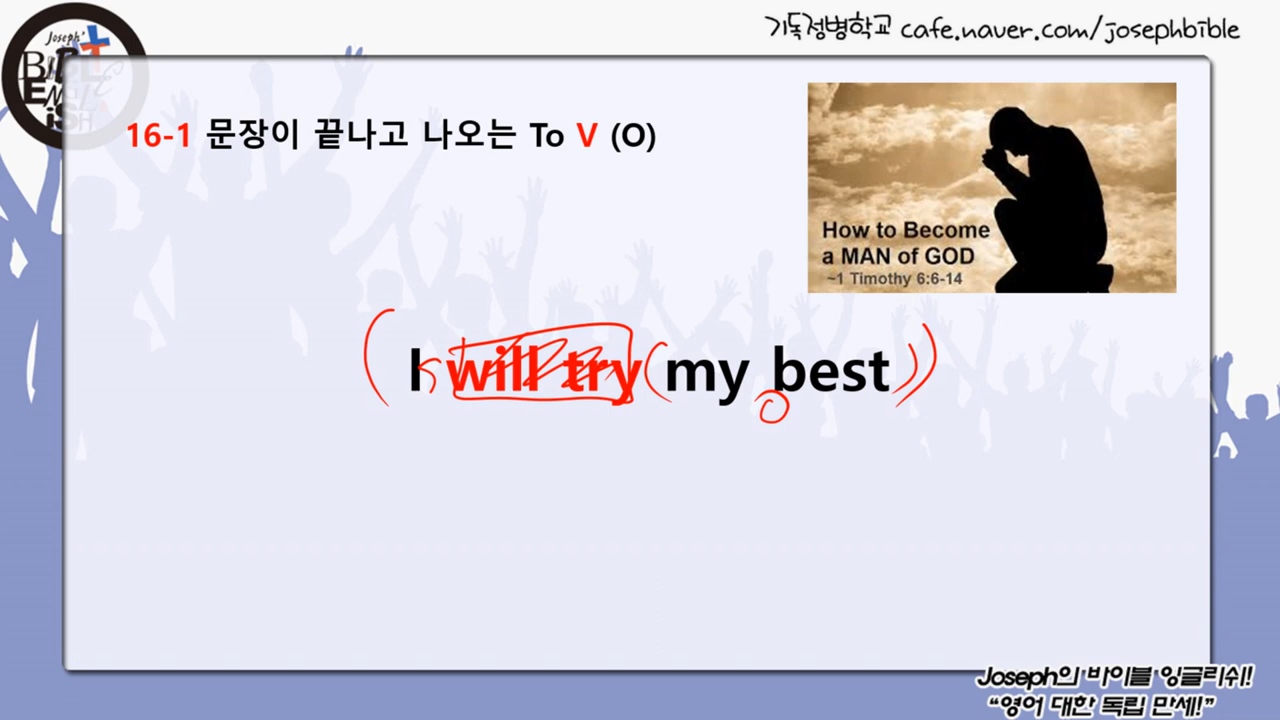 기독정병학교 cafe.naver.com/josephbible
Joseph'
BIBLE
ENGLISH
16-1 문장이 끝나고 나오는 To V (O)
How to Become
a MAN of GOD
~1 Timothy 6:6-14
I will try my best
Joseph의 바이블 잉글리쉬!
“영어 대한 독립 만세!”